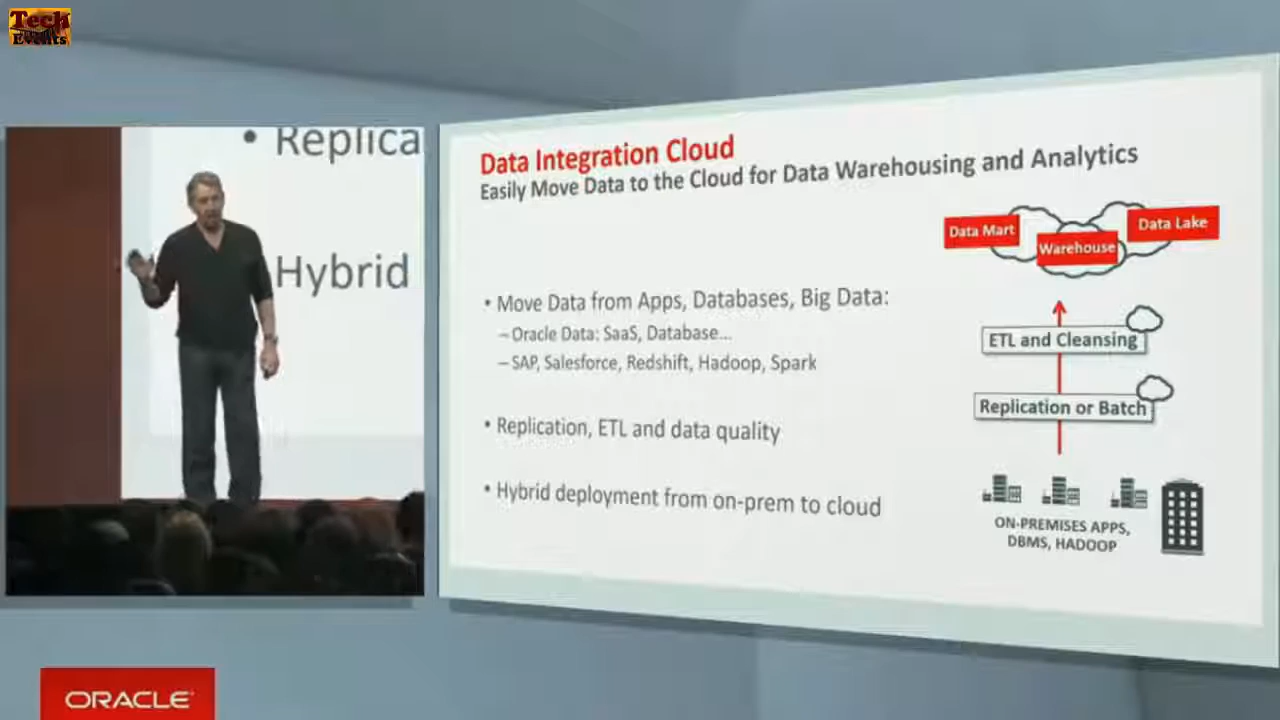 Tech
Events
• Replica
Hybrid
Data Integration Cloud
Easily Move Data to the Cloud for Data Warehousing and Analytics
Data Mart
Warehouse
Data Lake
• Move Data from Apps, Databases, Big Data:
– Oracle Data: SaaS, Database...
– SAP, Salesforce, Redshift, Hadoop, Spark
• Replication, ETL and data quality
• Hybrid deployment from on-prem to cloud
ETL and Cleansing
Replication or Batch
ON-PREMISES APPS,
DBMS, HADOOP
ORACLE